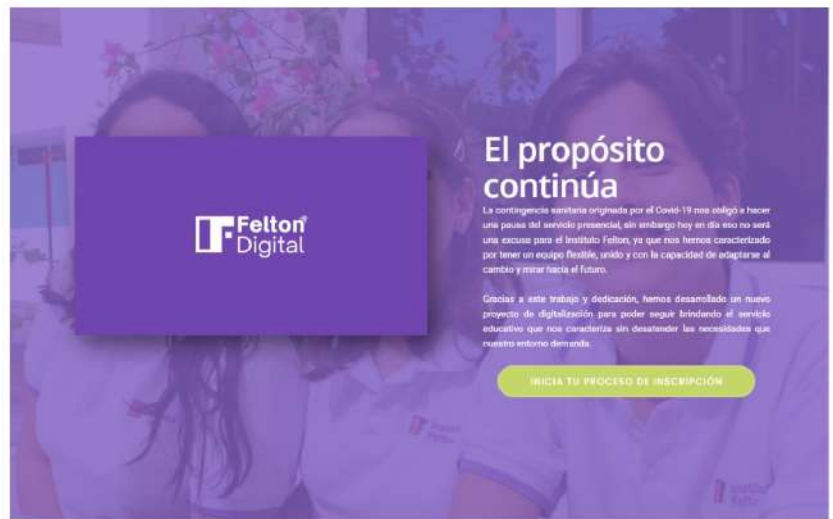 Felton
Digital
El propósito
continúa
La contingencia sanitaria originada por el Covid-19 nos obligó a hacer
una pausa del servicio presencial, sin embargo hoy en día eso no será
una excusa para el Instituto Felton, ya que nos hemos caracterizado
por tener un equipo flexible, unido y con la capacidad de adaptarse al
cambio y mirar hacia el futuro.
Gracias a este trabajo y dedicación, hemos desarrollado un nuevo
proyecto de digitalización para poder seguir brindando el servicio
educativo que nos caracteriza sin desatender las necesidades que
nuestro entorno demanda.
INICIA TU PROCESO DE INSCRIPCIÓN